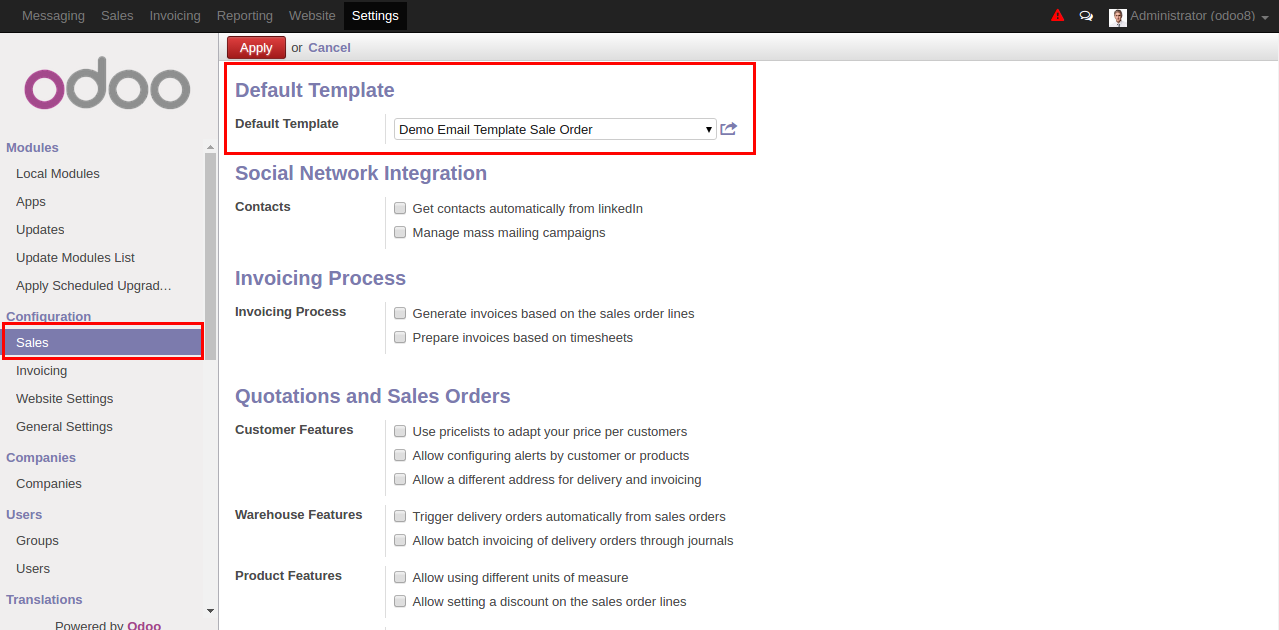 Messaging Sales Invoicing Reporting Website Settings Administrator (odoo8)
Apply or Cancel
odoo
Modules
Local Modules
Apps
Updates
Update Modules List
Apply Scheduled Upgrad…
Configuration
Sales
Invoicing
Website Settings
General Settings
Companies
Companies
Users
Groups
Users
Translations
Powered by Odoo
Default Template
Default Template Demo Email Template Sale Order
Social Network Integration
Contacts Get contacts automatically from linkedIn
Manage mass mailing campaigns
Invoicing Process
Invoicing Process Generate invoices based on the sales order lines
Prepare invoices based on timesheets
Quotations and Sales Orders
Customer Features Use pricelists to adapt your price per customers
Allow configuring alerts by customer or products
Allow a different address for delivery and invoicing
Warehouse Features Trigger delivery orders automatically from sales orders
Allow batch invoicing of delivery orders through journals
Product Features Allow using different units of measure
Allow setting a discount on the sales order lines